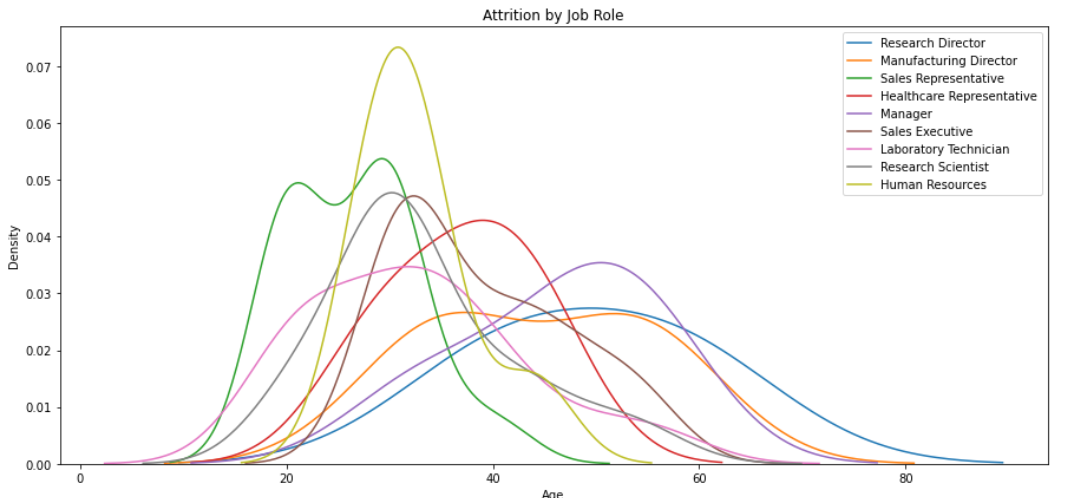 Attrition by Job Role
Research Director
Manufacturing Director
Sales Representative
Healthcare Representative
Manager
Sales Executive
Laboratory Technician
Research Scientist
Human Resources
Density
0.07
0.06
0.05
0.04
0.03
0.02
0.01
0.00
0 20 40 60 80
Age